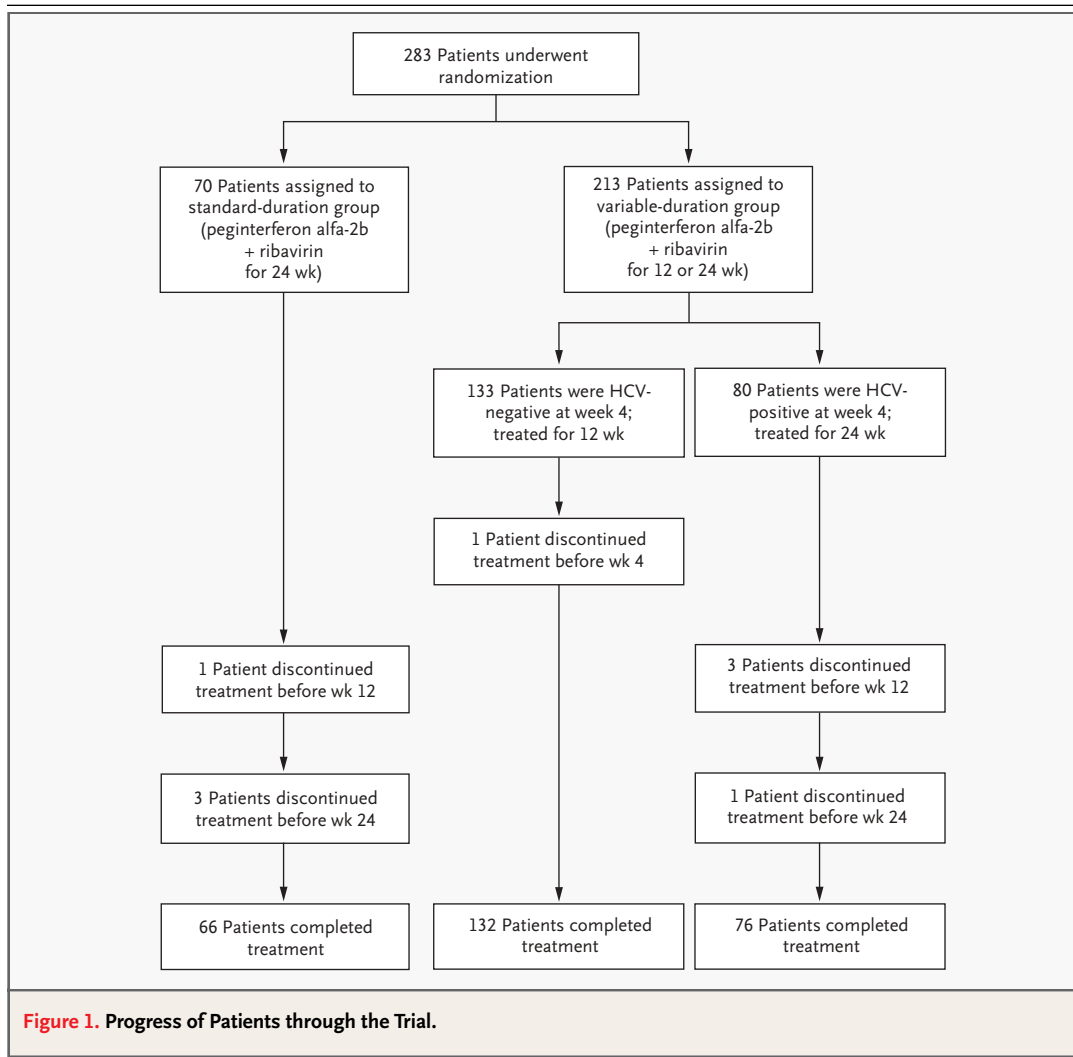 283 Patients underwent
randomization
70 Patients assigned to
standard-duration group
(peginterferon alfa-2b
+ ribavirin
for 24 wk)
213 Patients assigned to
variable-duration group
(peginterferon alfa-2b
+ ribavirin
for 12 or 24 wk)
133 Patients were HCV-
negative at week 4;
treated for 12 wk
80 Patients were HCV-
positive at week 4;
treated for 24 wk
1 Patient discontinued
treatment before wk 4
1 Patient discontinued
treatment before wk 12
3 Patients discontinued
treatment before wk 12
3 Patients discontinued
treatment before wk 24
1 Patient discontinued
treatment before wk 24
66 Patients completed
treatment
132 Patients completed
treatment
76 Patients completed
treatment
Figure 1. Progress of Patients through the Trial.